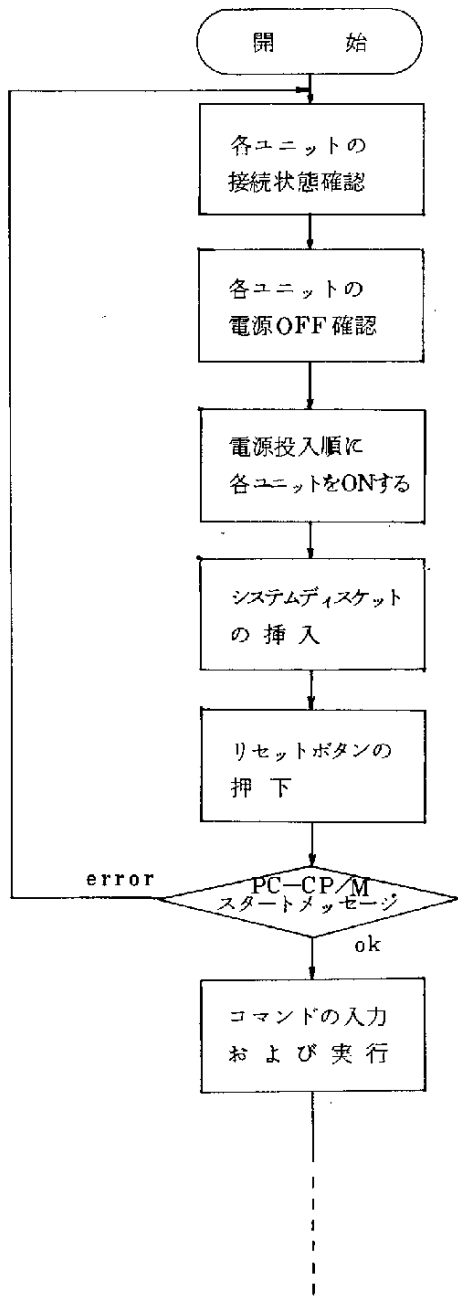 開 始
各ユニットの
接続状態確認
各ユニットの
電源OFF確認
電源投入順に
各ユニットをONする
システムディスケット
の挿入
リセットボタンの
押下
error
PC-CP/M
スタートメッセージ
ok
コマンドの入力
および実行